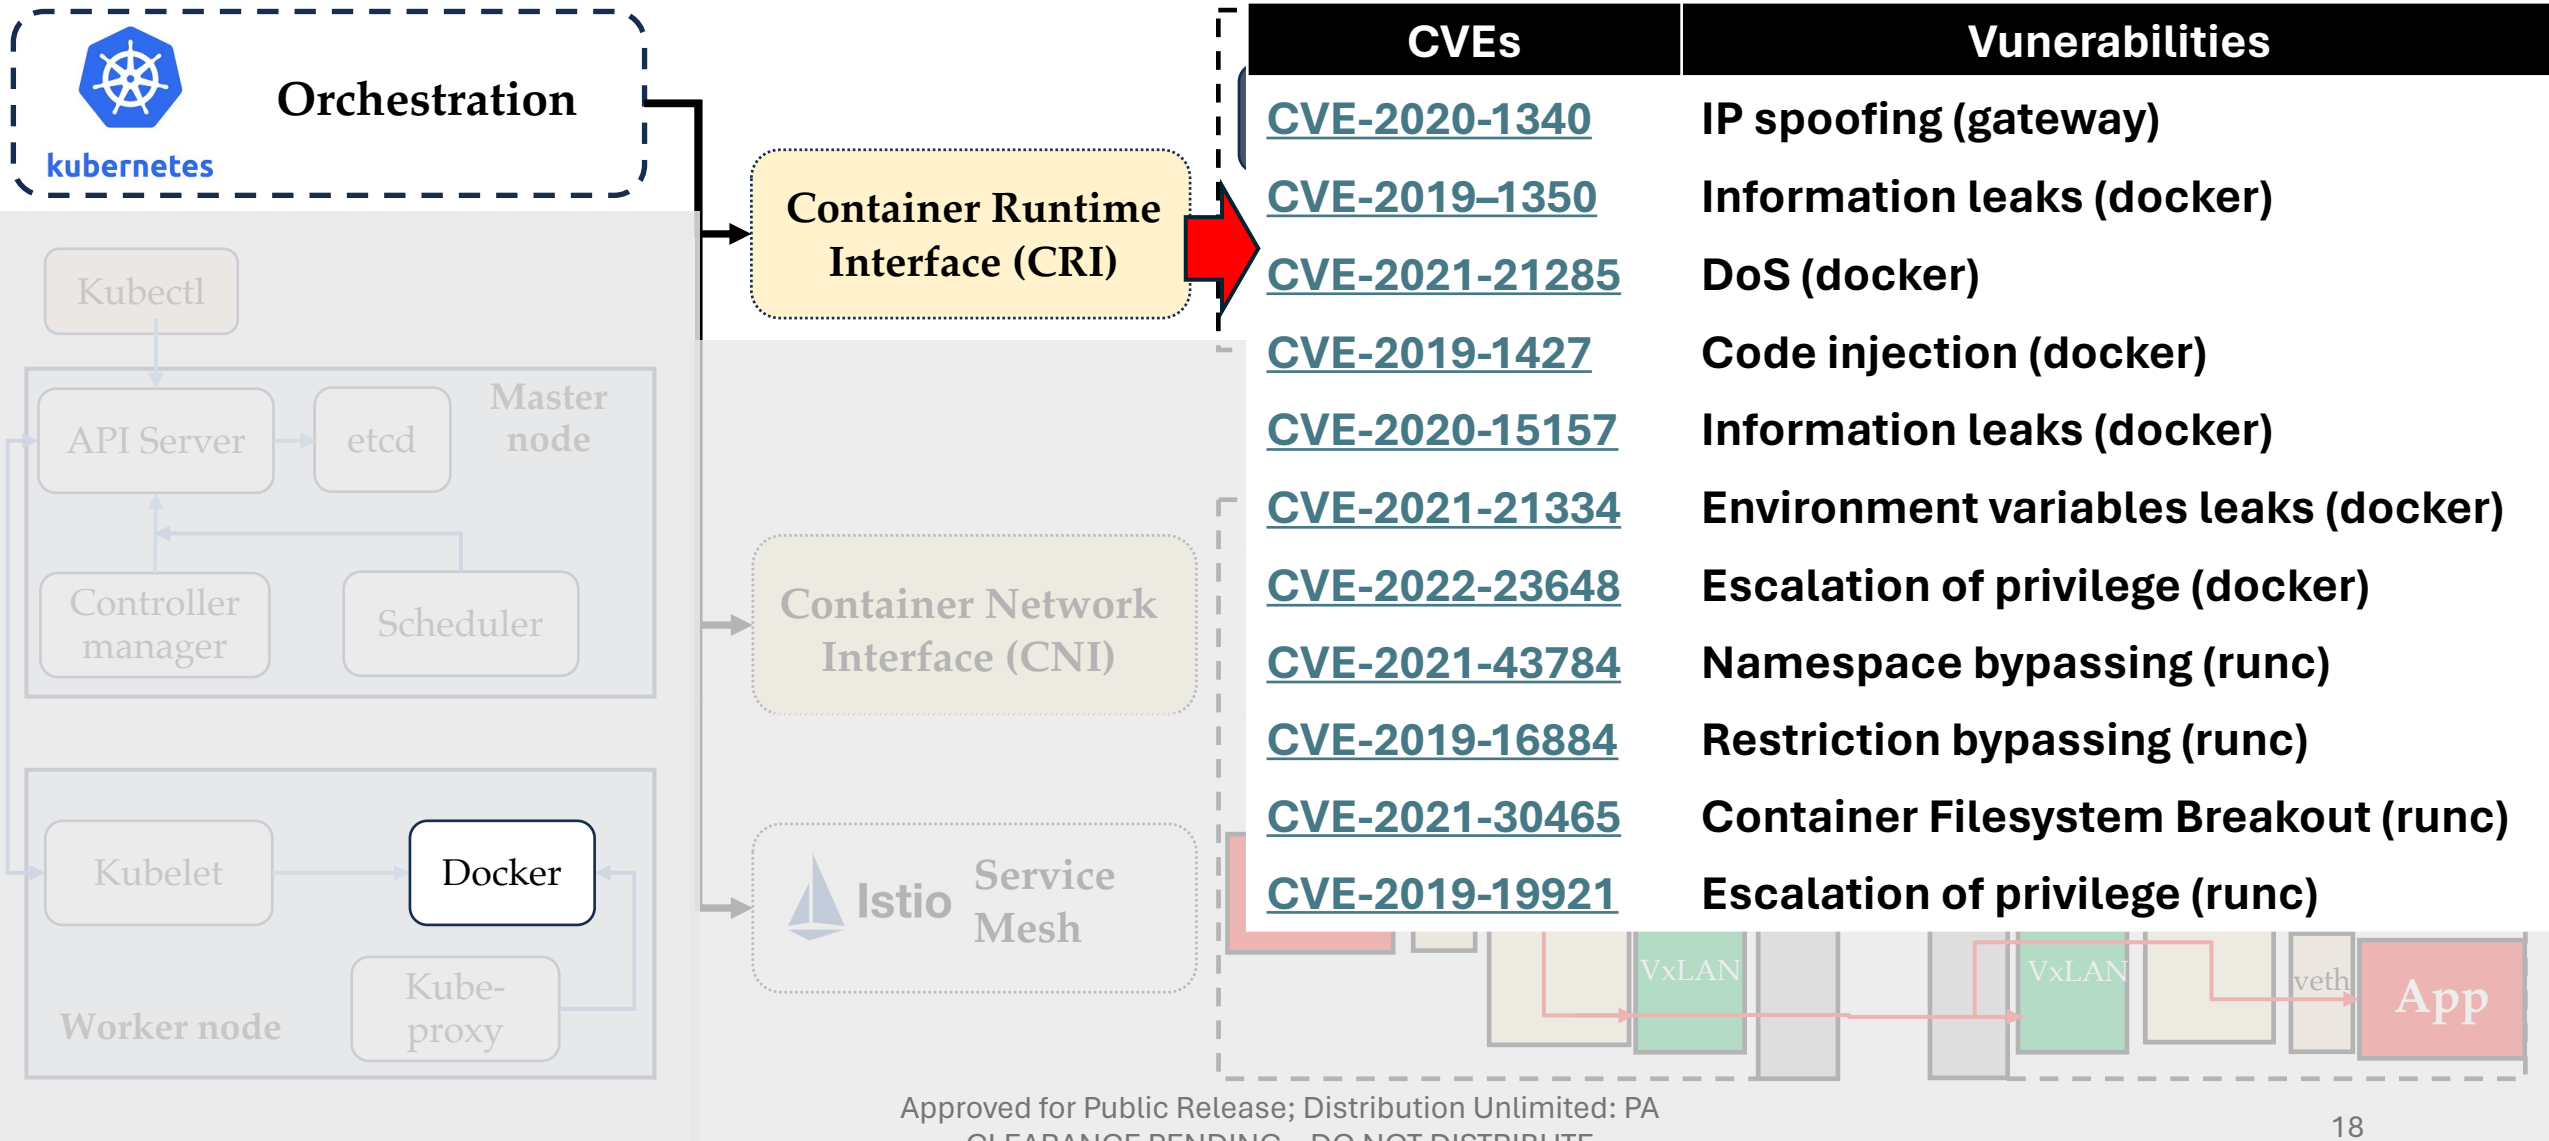 kubernetes
Orchestration
Kubectl
API Server
etcd
Master
node
Controller
manager
Scheduler
Kubelet
Docker
Kube-
proxy
Worker node
Container Runtime
Interface (CRI)
Container Network
Interface (CNI)
Istio
Service
Mesh
CVEs Vunerabilities
CVE-2020-1340 IP spoofing (gateway)
CVE-2019–1350 Information leaks (docker)
CVE-2021-21285 DoS (docker)
CVE-2019-1427 Code injection (docker)
CVE-2020-15157 Information leaks (docker)
CVE-2021-21334 Environment variables leaks (docker)
CVE-2022-23648 Escalation of privilege (docker)
CVE-2021-43784 Namespace bypassing (runc)
CVE-2019-16884 Restriction bypassing (runc)
CVE-2021-30465 Container Filesystem Breakout (runc)
CVE-2019-19921 Escalation of privilege (runc)
VxLAN
VxLAN
veth
App
Approved for Public Release; Distribution Unlimited: PA
CLEARANCE PENDING – DO NOT DISTRIBUTE
18